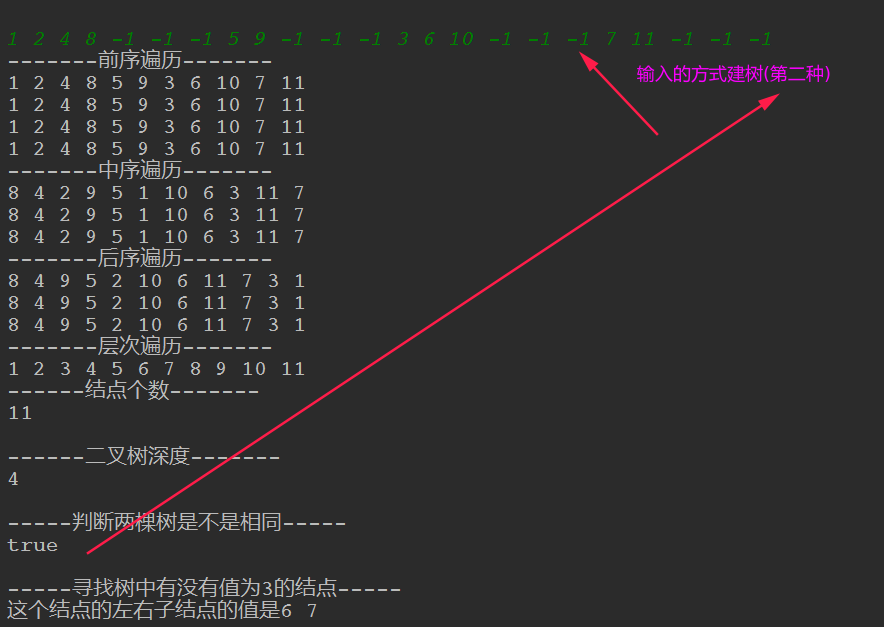 1 2 4 8 -1 -1 -1 5 9 -1 -1 -1 3 6 10 -1 -1 -1 7 11 -1 -1 -1
-------前序遍历-------
输入的方式建树(第二种)
1 2 4 8 5 9 3 6 10 7 11
1 2 4 8 5 9 3 6 10 7 11
1 2 4 8 5 9 3 6 10 7 11
1 2 4 8 5 9 3 6 10 7 11
-------中序遍历-------
8 4 2 9 5 1 10 6 3 11 7
8 4 2 9 5 1 10 6 3 11 7
8 4 2 9 5 1 10 6 3 11 7
-------后序遍历-------
8 4 9 5 2 10 6 11 7 3 1
8 4 9 5 2 10 6 11 7 3 1
8 4 9 5 2 10 6 11 7 3 1
-------层次遍历-------
1 2 3 4 5 6 7 8 9 10 11
------结点个数-------
11
------二叉树深度-------
4
-----判断两棵树是不是相同-----
true
-----寻找树中有没有值为3的结点-----
这个结点的左右子结点的值是6 7